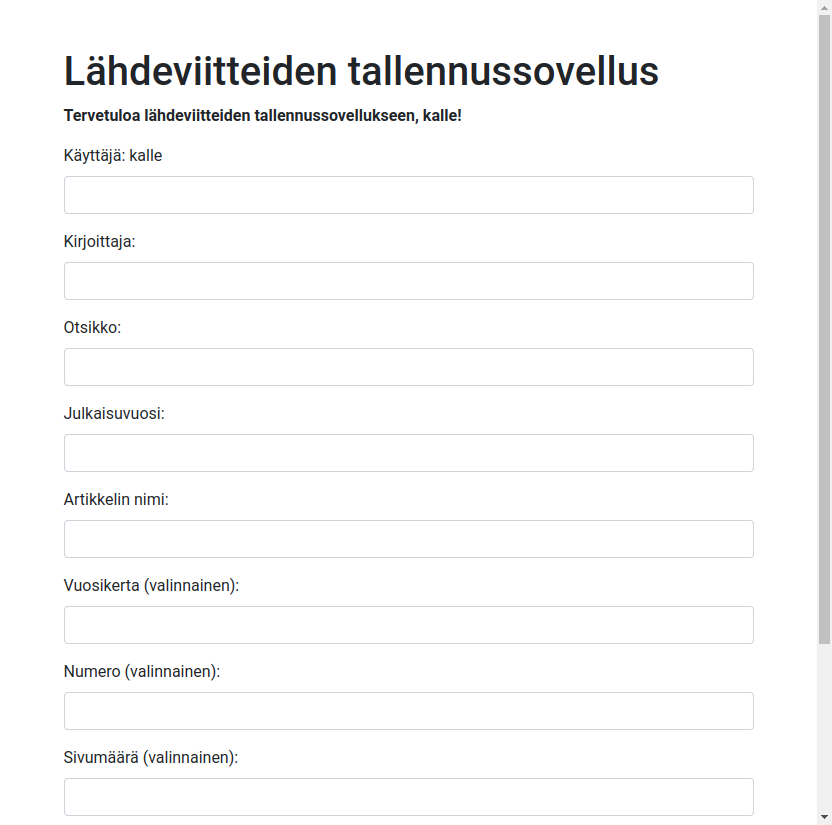 Lähdeviitteiden tallennussovellus
Tervetuloa lähdeviitteiden tallennussovellukseen, kalle!
Käyttäjä: kalle
Kirjoittaja:
Otsikko:
Julkaisuvuosi:
Artikkelin nimi:
Vuosikerta (valinnainen):
Numero (valinnainen):
Sivumäärä (valinnainen):